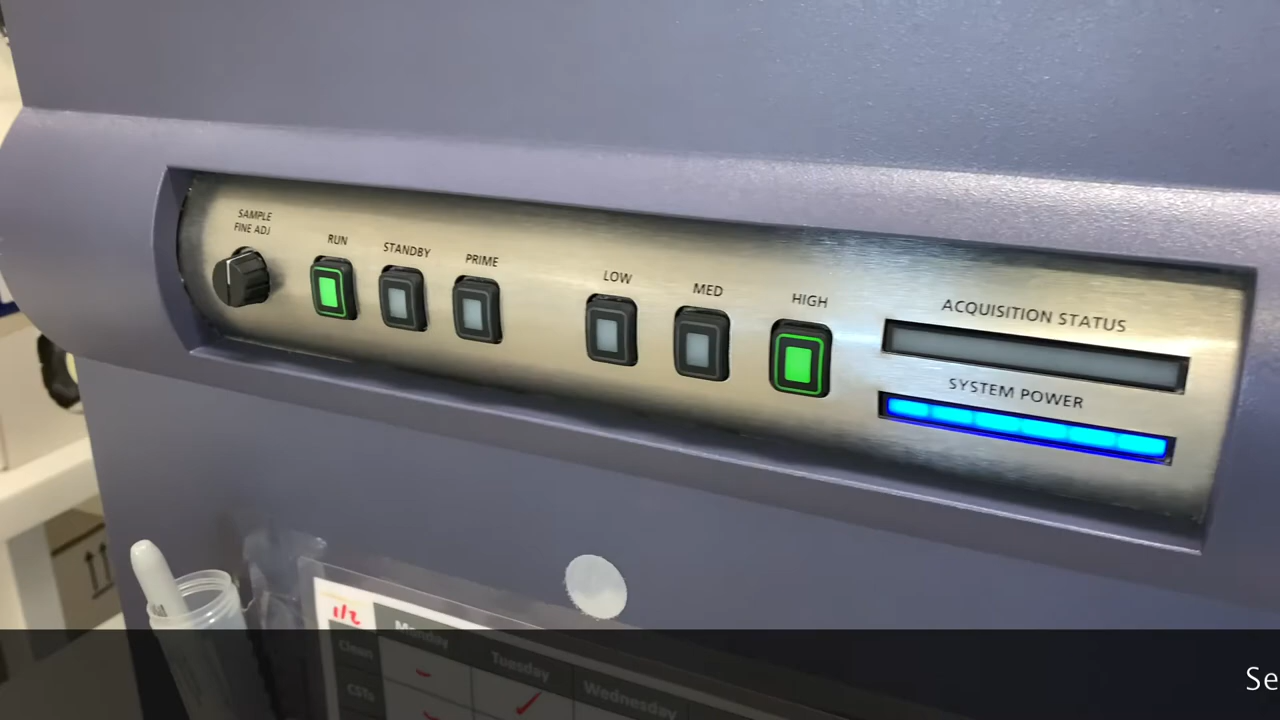 SAMPLE
FINE ADJ
RUN
STANDBY
PRIME
LOW
MED
HIGH
ACQUISITION STATUS
SYSTEM POWER
1/2
Monday
Tuesday
Wednesday
Clean
CSTs
Se